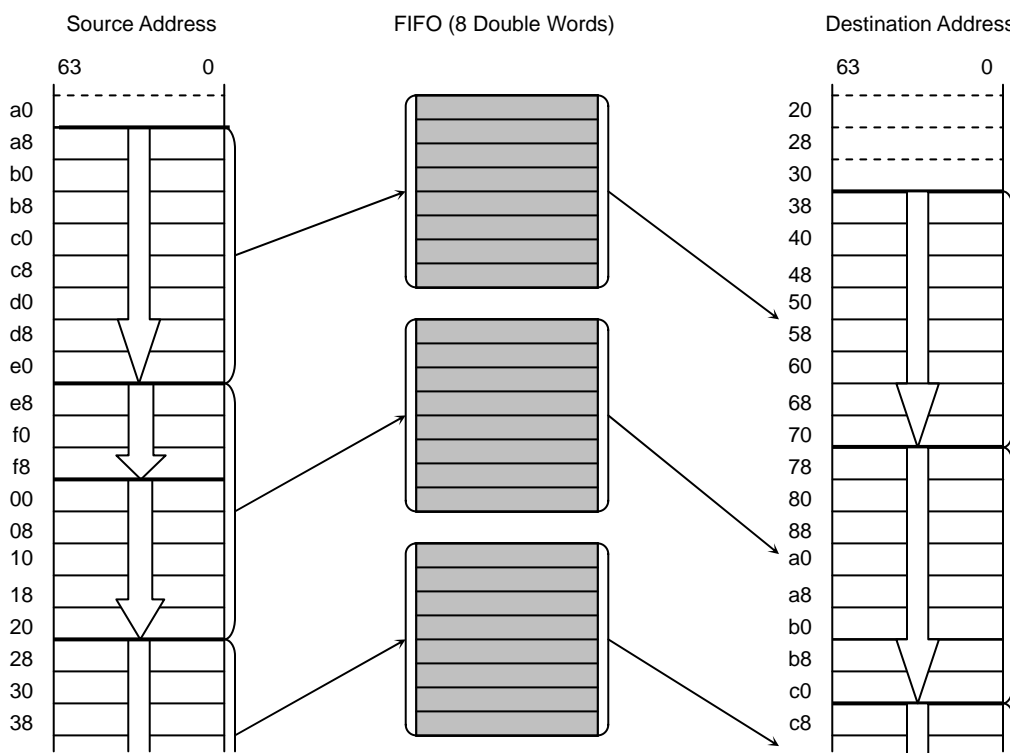 Source Address
FIFO (8 Double Words)
Destination Address
63 0
63 0
a0
a8
b0
b8
c0
c8
d0
d8
e0
e8
f0
f8
00
08
10
18
20
28
30
38
20
28
30
38
40
48
50
58
60
68
70
78
80
88
a0
a8
b0
b8
c0
c8